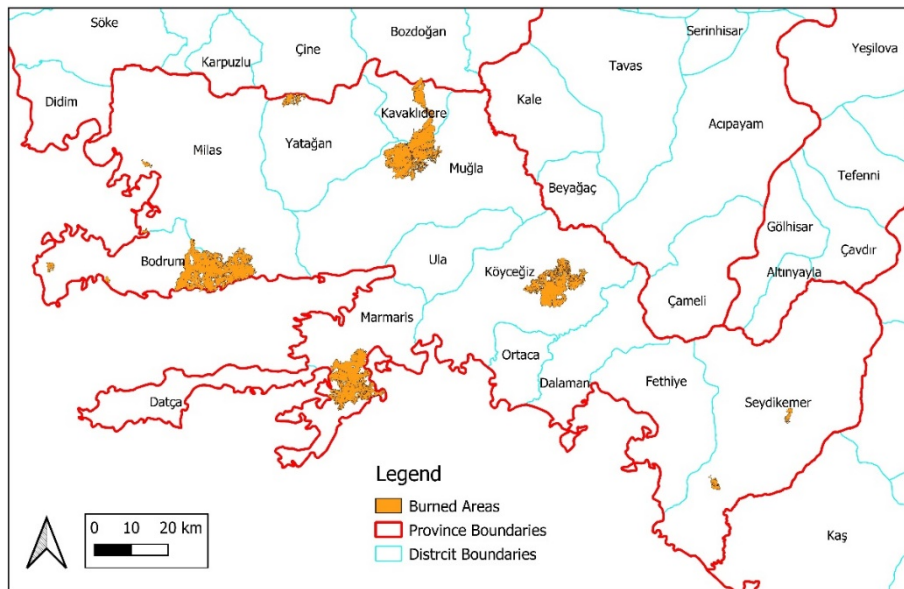 Söke
Çine
Bozdoğan
Serinhisar
Yeşilova
Karpuzlu
Tavas
Didim
Kale
Kavaklıdere
Acıpayam
Milas
Yatağan
Muğla
Tefenni
Beyağaç
Gölhisar
Çavdır
Bodrum
Ula
Köyceğiz
Altınyayla
Çameli
Marmaris
Ortaca
Datça
Dalaman
Fethiye
Seydikemer
Kaş
Legend
Burned Areas
Province Boundaries
Distrcit Boundaries
0 10 20 km